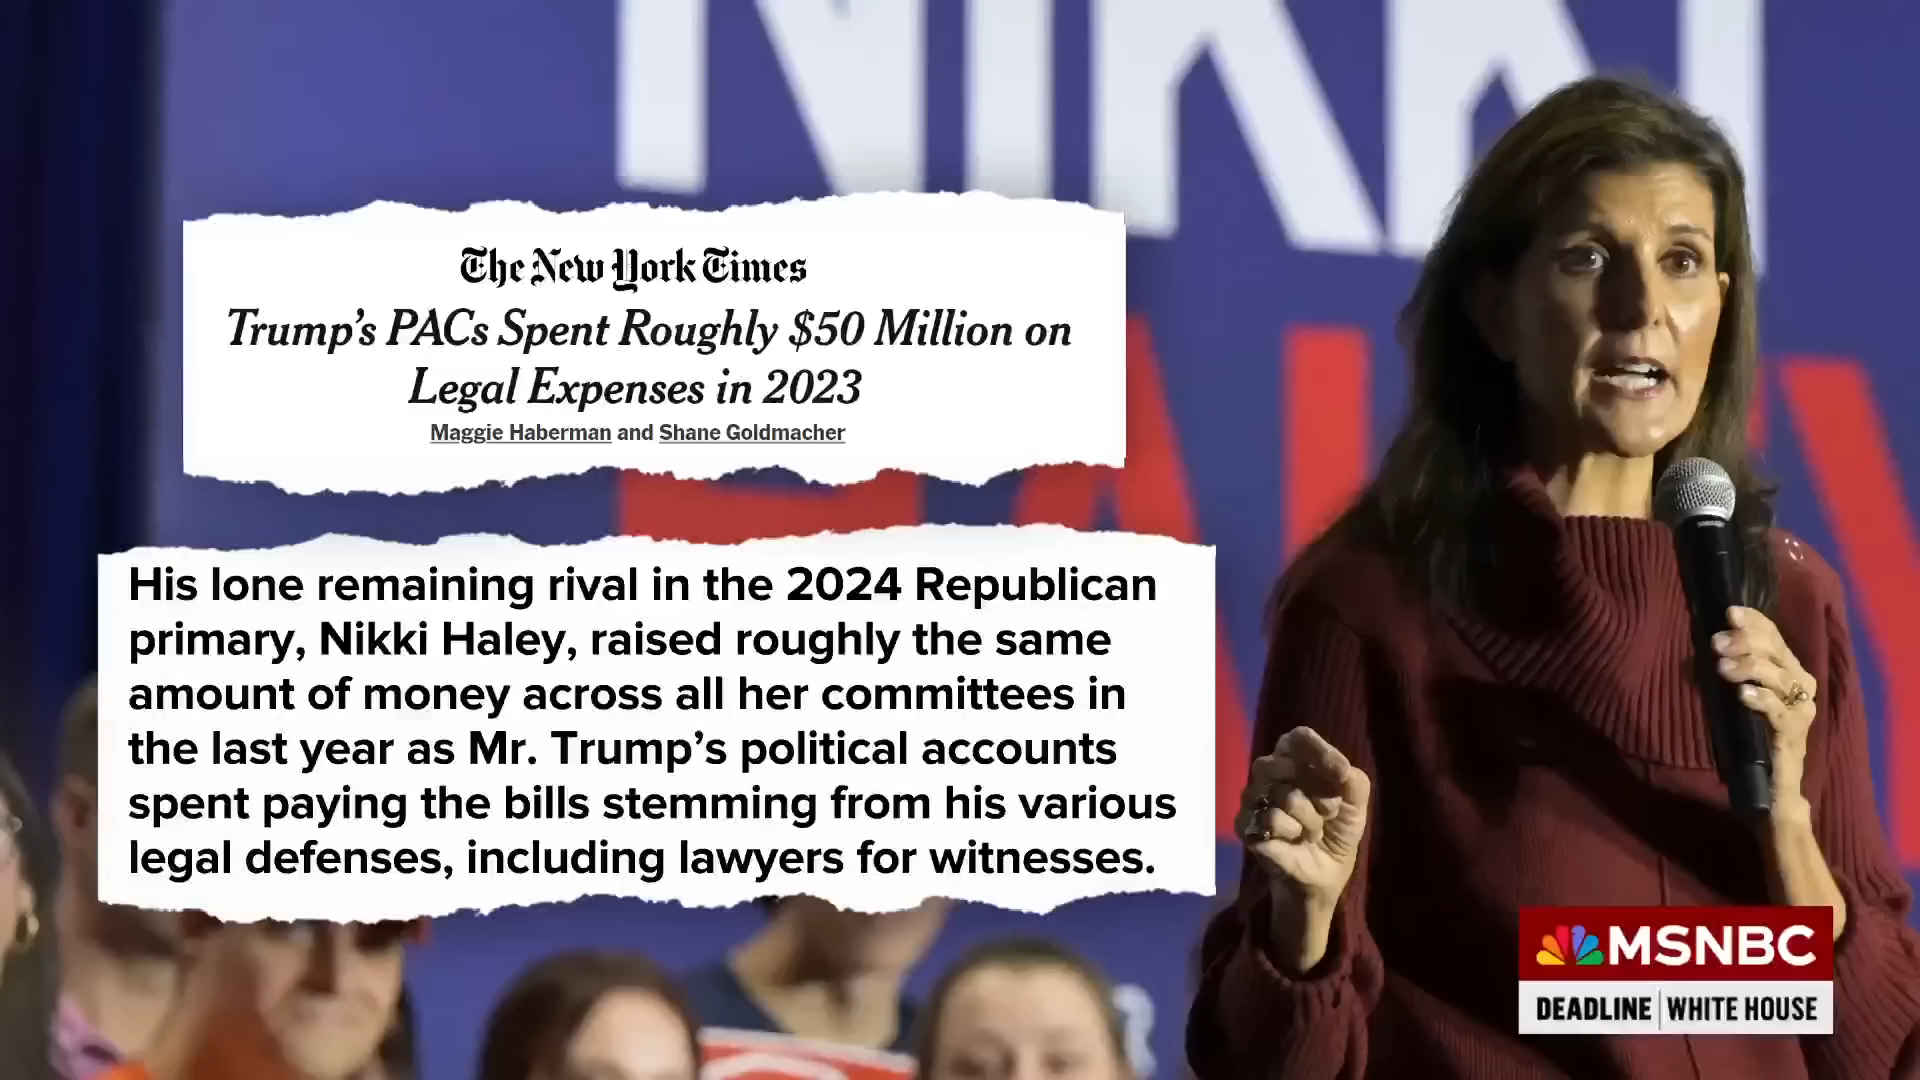 NIKKI
The New York Times
Trump's PACs Spent Roughly $50 Million on
Legal Expenses in 2023
Maggie Haberman and Shane Goldmacher
His lone remaining rival in the 2024 Republican
primary, Nikki Haley, raised roughly the same
amount of money across all her committees in
the last year as Mr. Trump’s political accounts
spent paying the bills stemming from his various
legal defenses, including lawyers for witnesses.
MSNBC
DEADLINE | WHITE HOUSE